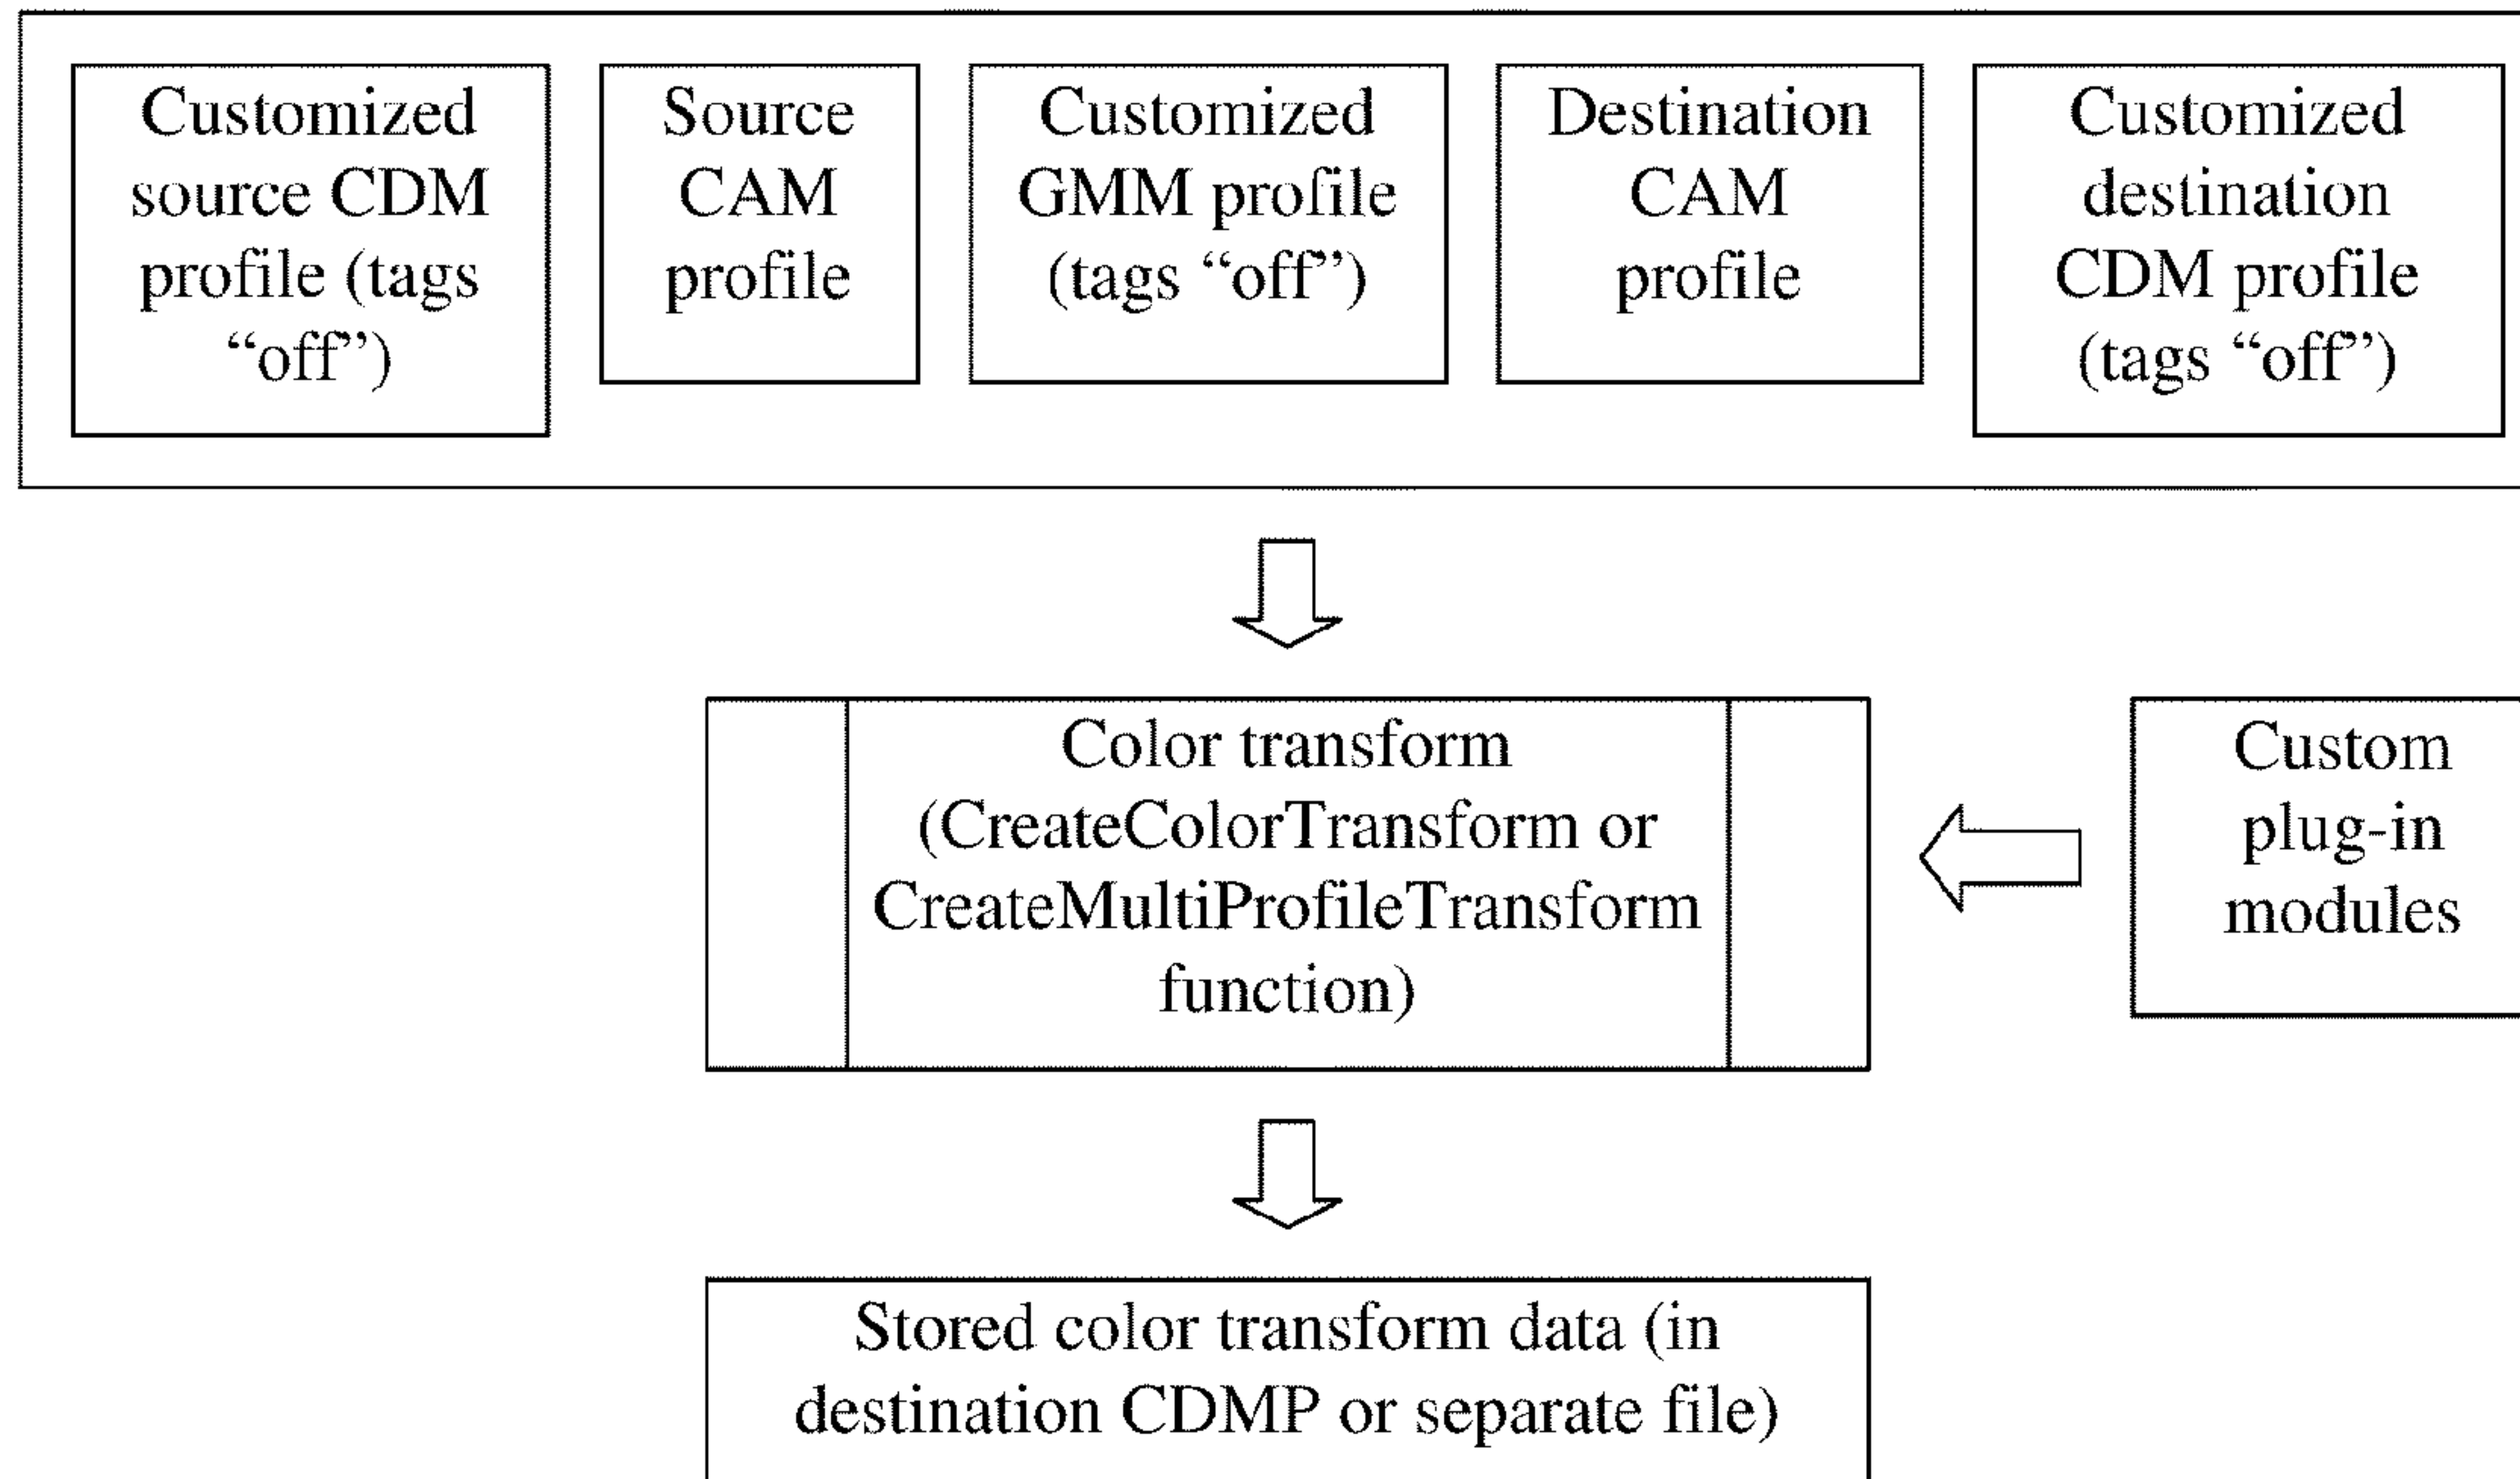 Customized
source CDM
profile (tags
“off”)
Source
CAM
profile
Customized
GMM profile
(tags “off”)
Destination
CAM
profile
Customized
destination
CDM profile
(tags “off”)
Color transform
(CreateColorTransform or
CreateMultiProfileTransform
function)
Custom
plug-in
modules
Stored color transform data (in
destination CDMP or separate file)